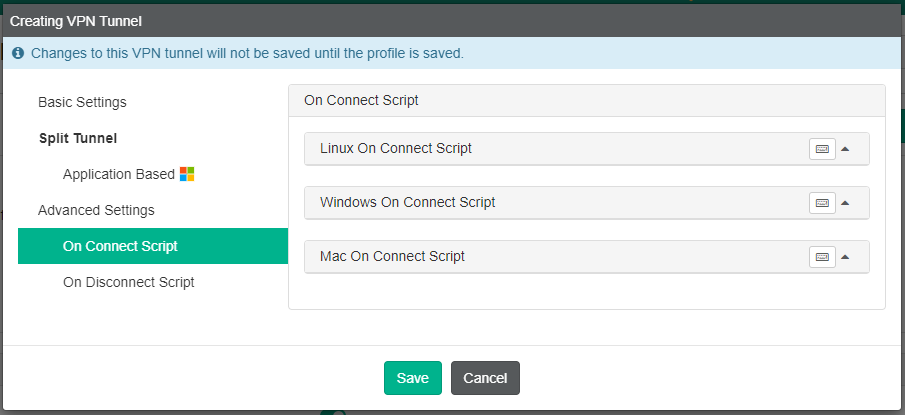 Creating VPN Tunnel
Changes to this VPN tunnel will not be saved until the profile is saved.
Basic Settings
Split Tunnel
Application Based
Advanced Settings
On Connect Script
On Disconnect Script
On Connect Script
Linux On Connect Script
Windows On Connect Script
Mac On Connect Script
Save
Cancel